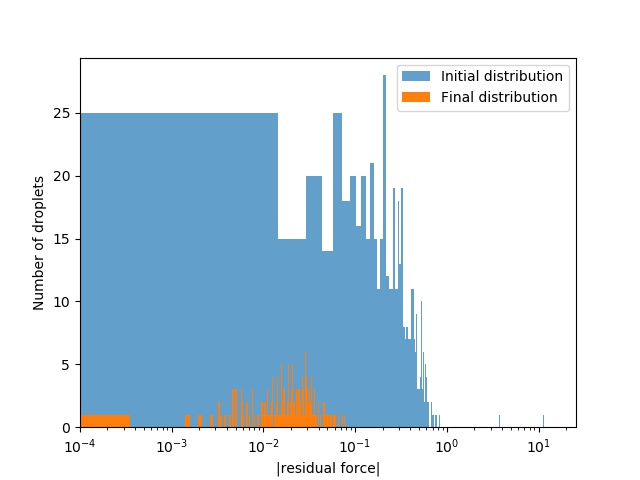 Initial distribution
Final distribution
Number of droplets
25
20
15
10
5
0
10⁻⁴ 10⁻³ 10⁻² 10⁻¹ 10⁰ 10¹
|residual force|